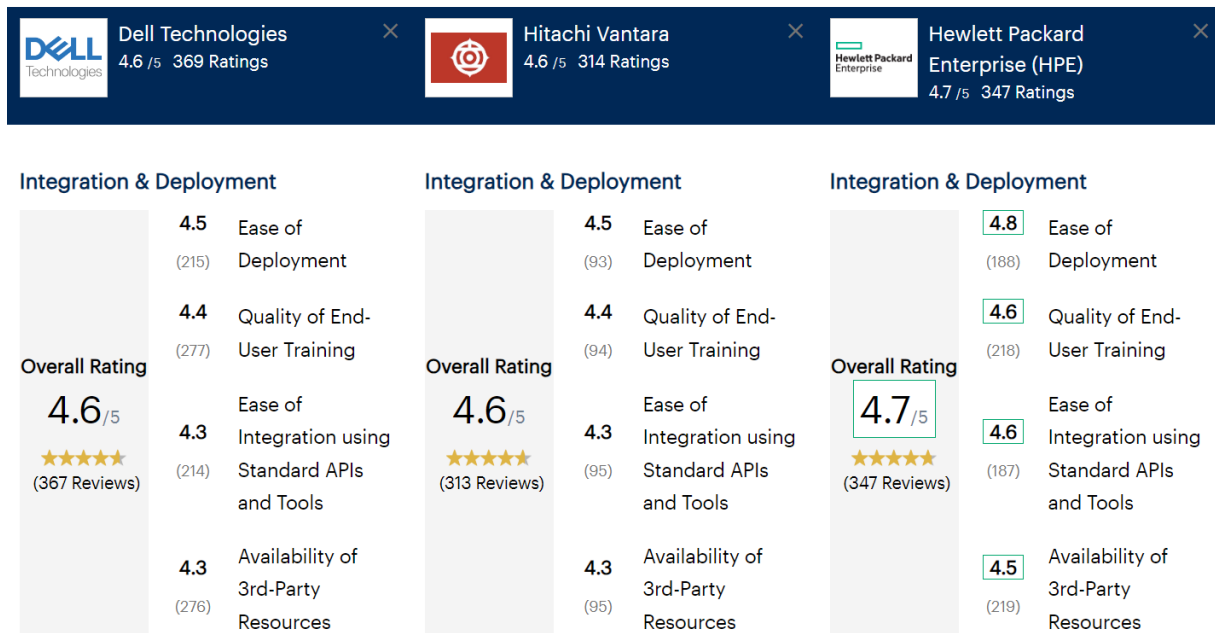 DELL
Technologies
Dell Technologies
4.6 /5 369 Ratings
Hitachi Vantara
4.6 /5 314 Ratings
Hewlett Packard
Enterprise
Hewlett Packard
Enterprise (HPE)
4.7 /5 347 Ratings
Integration & Deployment
Overall Rating
4.6/5
(367 Reviews)
4.5
(215)
Ease of
Deployment
4.4
(277)
Quality of End-
User Training
4.3
(214)
Ease of
Integration using
Standard APIs
and Tools
4.3
(276)
Availability of
3rd-Party
Resources
Integration & Deployment
Overall Rating
4.6/5
(313 Reviews)
4.5
(93)
Ease of
Deployment
4.4
(94)
Quality of End-
User Training
4.3
(95)
Ease of
Integration using
Standard APIs
and Tools
4.3
(95)
Availability of
3rd-Party
Resources
Integration & Deployment
Overall Rating
4.7/5
(347 Reviews)
4.8
(188)
Ease of
Deployment
4.6
(218)
Quality of End-
User Training
4.6
(187)
Ease of
Integration using
Standard APIs
and Tools
4.5
(219)
Availability of
3rd-Party
Resources